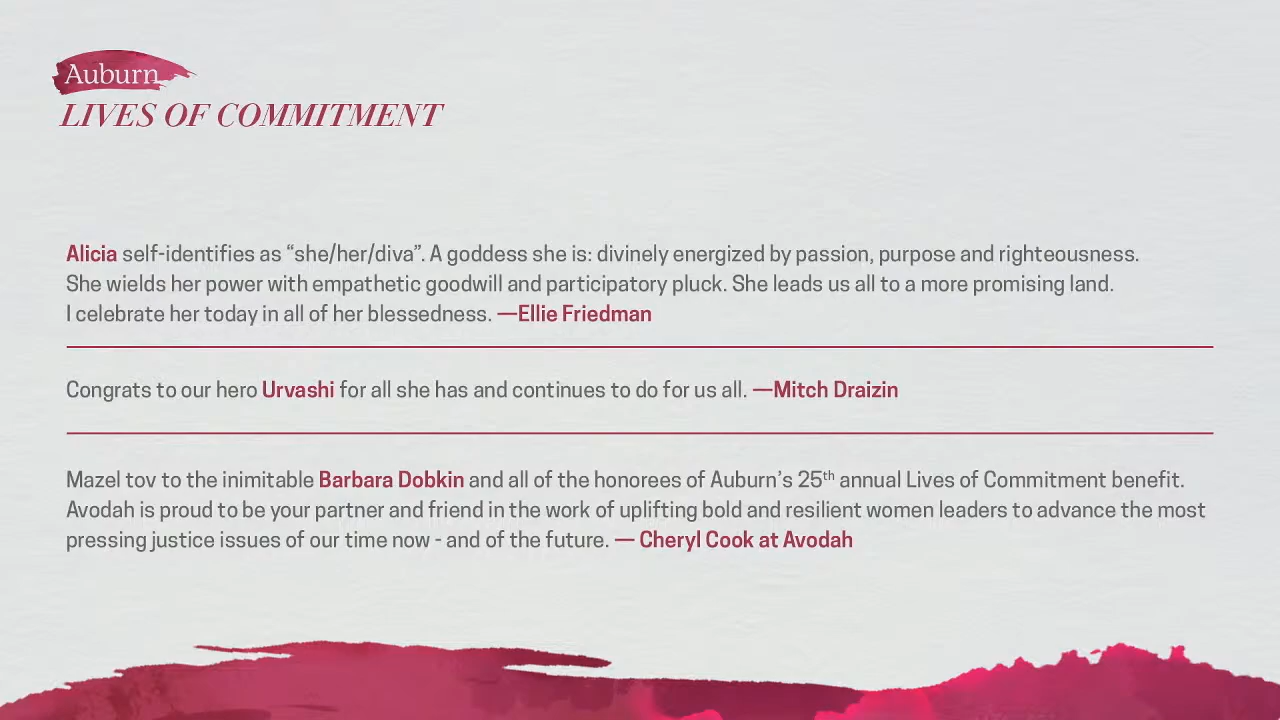 Auburn
LIVES OF COMMITMENT
Alicia self-identifies as “she/her/diva”. A goddess she is: divinely energized by passion, purpose and righteousness.
She wields her power with empathetic goodwill and participatory pluck. She leads us all to a more promising land.
I celebrate her today in all of her blessedness. —Ellie Friedman
Congrats to our hero Urvashi for all she has and continues to do for us all. —Mitch Draizin
Mazel tov to the inimitable Barbara Dobkin and all of the honorees of Auburn’s 25th annual Lives of Commitment benefit.
Avodah is proud to be your partner and friend in the work of uplifting bold and resilient women leaders to advance the most
pressing justice issues of our time now - and of the future. — Cheryl Cook at Avodah